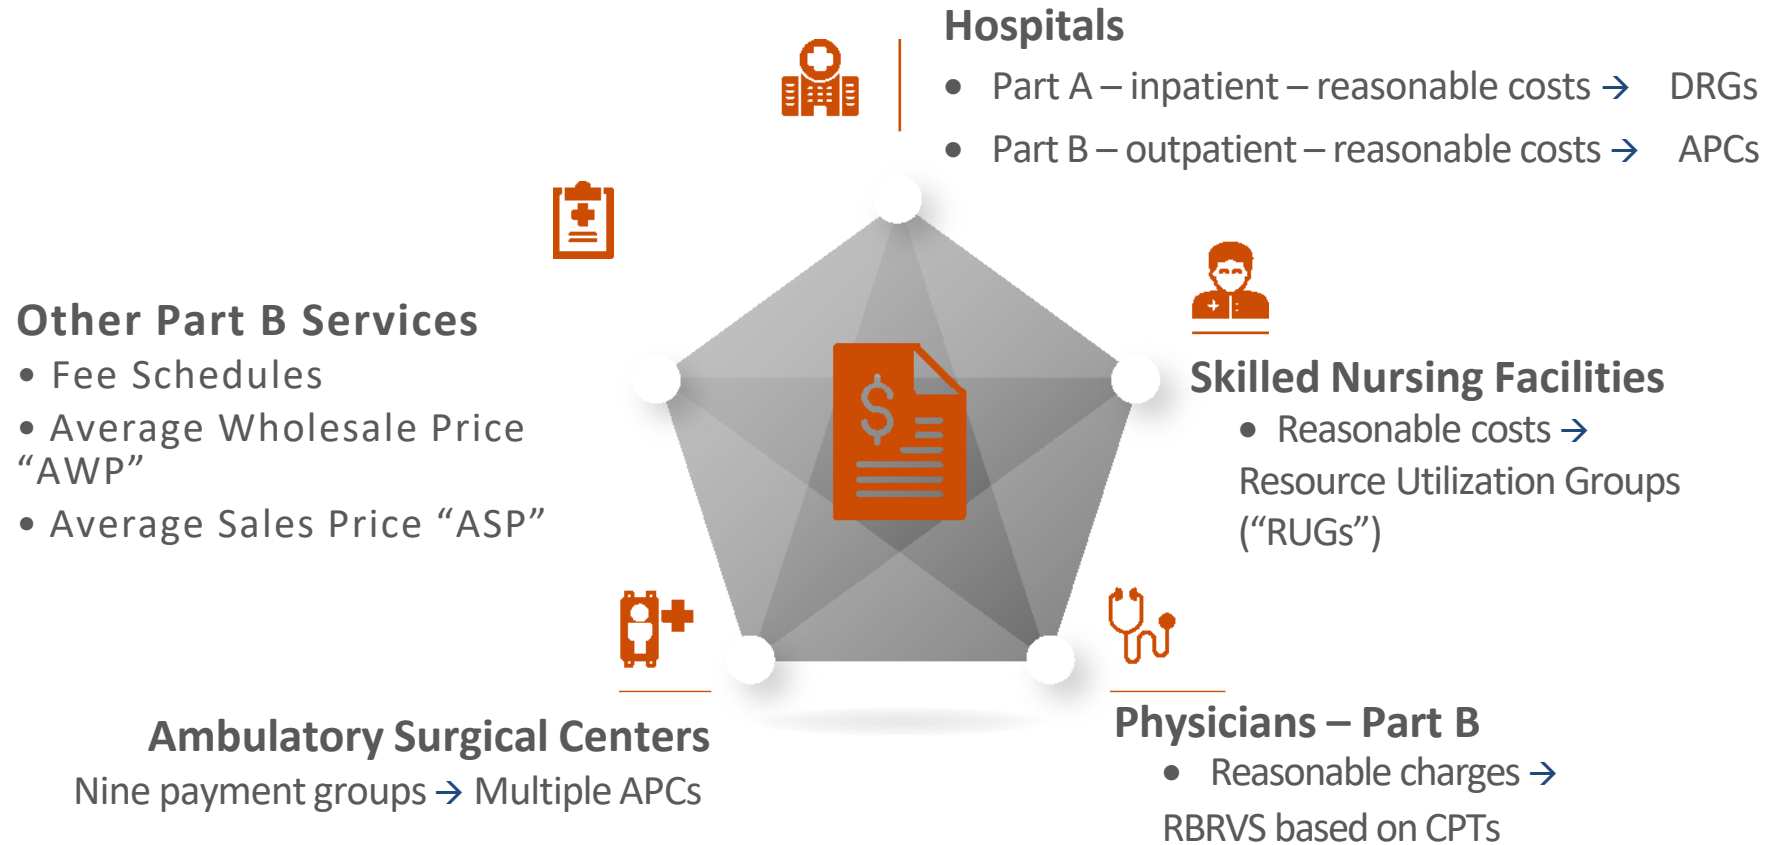 Hospitals
• Part A – inpatient – reasonable costs → DRGs
• Part B – outpatient – reasonable costs → APCs
Other Part B Services
• Fee Schedules
• Average Wholesale Price
“AWP”
• Average Sales Price “ASP”
$
Skilled Nursing Facilities
• Reasonable costs →
Resource Utilization Groups
(“RUGs”)
Ambulatory Surgical Centers
Nine payment groups → Multiple APCs
Physicians – Part B
• Reasonable charges →
RBRVS based on CPTs